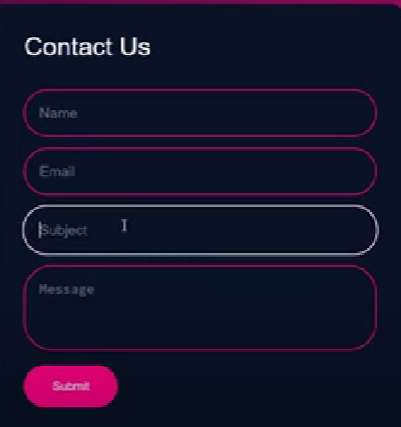 Contact Us
Name
Email
Subject
Message
Submit